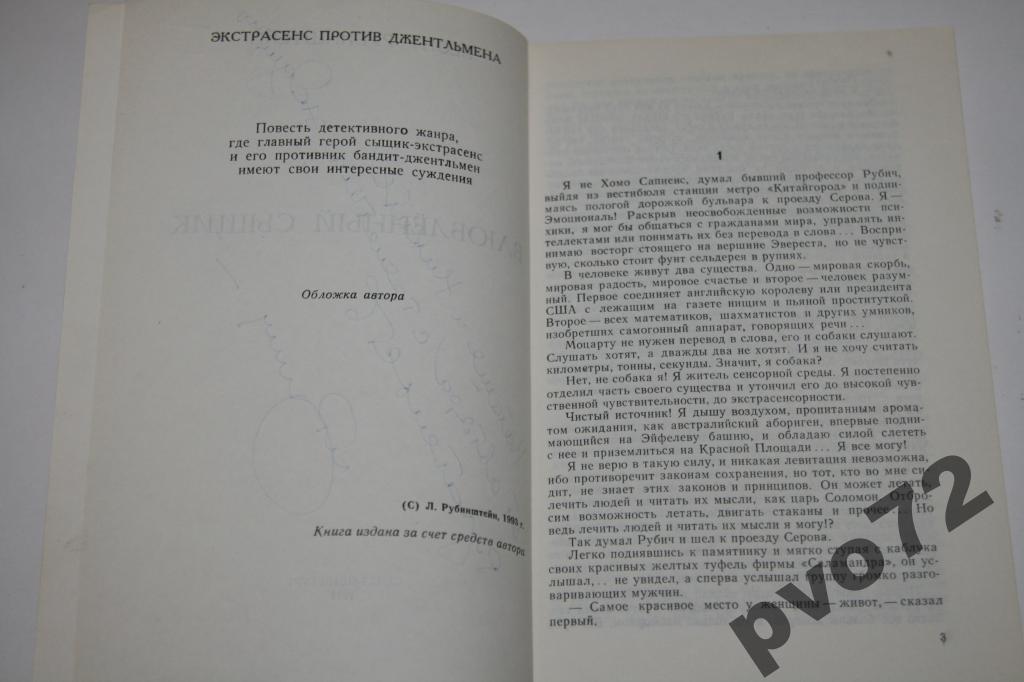 ЭКСТРАСЕНС ПРОТИВ ДЖЕНТЛЬМЕНА
Повесть детективного жанра,
где главный герой сыщик-экстрасенс
и его противник бандит-джентльмен
имеют свои интересные суждения
Обложка автора
(С) Л. Рубинштейн, 1993 г.
Книга издана за счет средств автора
1
Я не Хомо Сапиенс, думал бывший профессор Рубич,
выйдя из вестибюля станции метро «Китайгород» и подни-
маясь пологой дорожкой бульвара к проезду Серова. Я —
Эмоциональ! Раскрыв неосвобожденные возможности пси-
хики, я мог бы общаться с гражданами мира, управлять ин-
теллектами или понимать их без перевода в слова... Воспри-
нимаю восторг стоящего на вершине Эвереста, но не чувст-
вую, сколько стоит фунт сельдерея в рупиях.
В человеке живут два существа. Одно — мировая скорбь,
мировая радость, мировое счастье и второе — человек разум-
ный. Первое соединяет английскую королеву или президента
США с лежащим на газете нищим и пьяной проституткой.
Второе — всех математиков, шахматистов и других умников,
изобретших самогонный аппарат, говорящих речи...
Моцарту не нужен перевод в слова, его и собаки слушают.
Слушать хотят, а дважды два не хотят. И я не хочу считать
километры, тонны, секунды. Значит, я собака?
Нет, не собака я! Я житель сенсорной среды. Я постепенно
отделил часть своего существа и утончил его до высокой чув-
ственной чувствительности, до экстрасенсорности.
Чистый источник! Я дышу воздухом, пропитанным арома-
том ожидания, как австралийский абориген, впервые подни-
мающийся на Эйфелеву башню, и обладаю силой слететь
с нее и приземлиться на Красной Площади... Я все могу!
Я не верю в такую силу, и никакая левитация невозможна,
ибо противоречит законам сохранения, но тот, кто во мне си-
дит, не знает этих законов и принципов. Он может летать,
лечить людей и читать их мысли, как царь Соломон. Отбро-
сим возможность летать, двигать стаканы и прочее... Но
ведь лечить людей и читать их мысли я могу!?
Так думал Рубич и шел к проезду Серова.
Легко поднявшись к памятнику и мягко ступая с каблука
своих красивых желтых туфель фирмы «Саламандра», он ус-
лышал,.. не увидел, а сперва услышал группу громко разго-
варивающих мужчин.
— Самое красивое место у женщины — живот, — сказал
первый.
3
pvo72